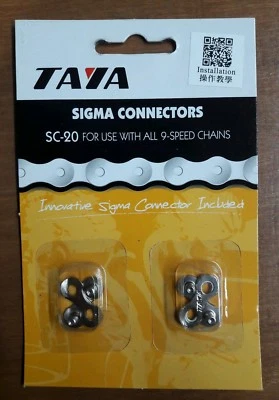 TAYA
Installation
操作教學
SIGMA CONNECTORS
SC-20 FOR USE WITH ALL 9-SPEED CHAINS
Innovative Sigma Connector Included